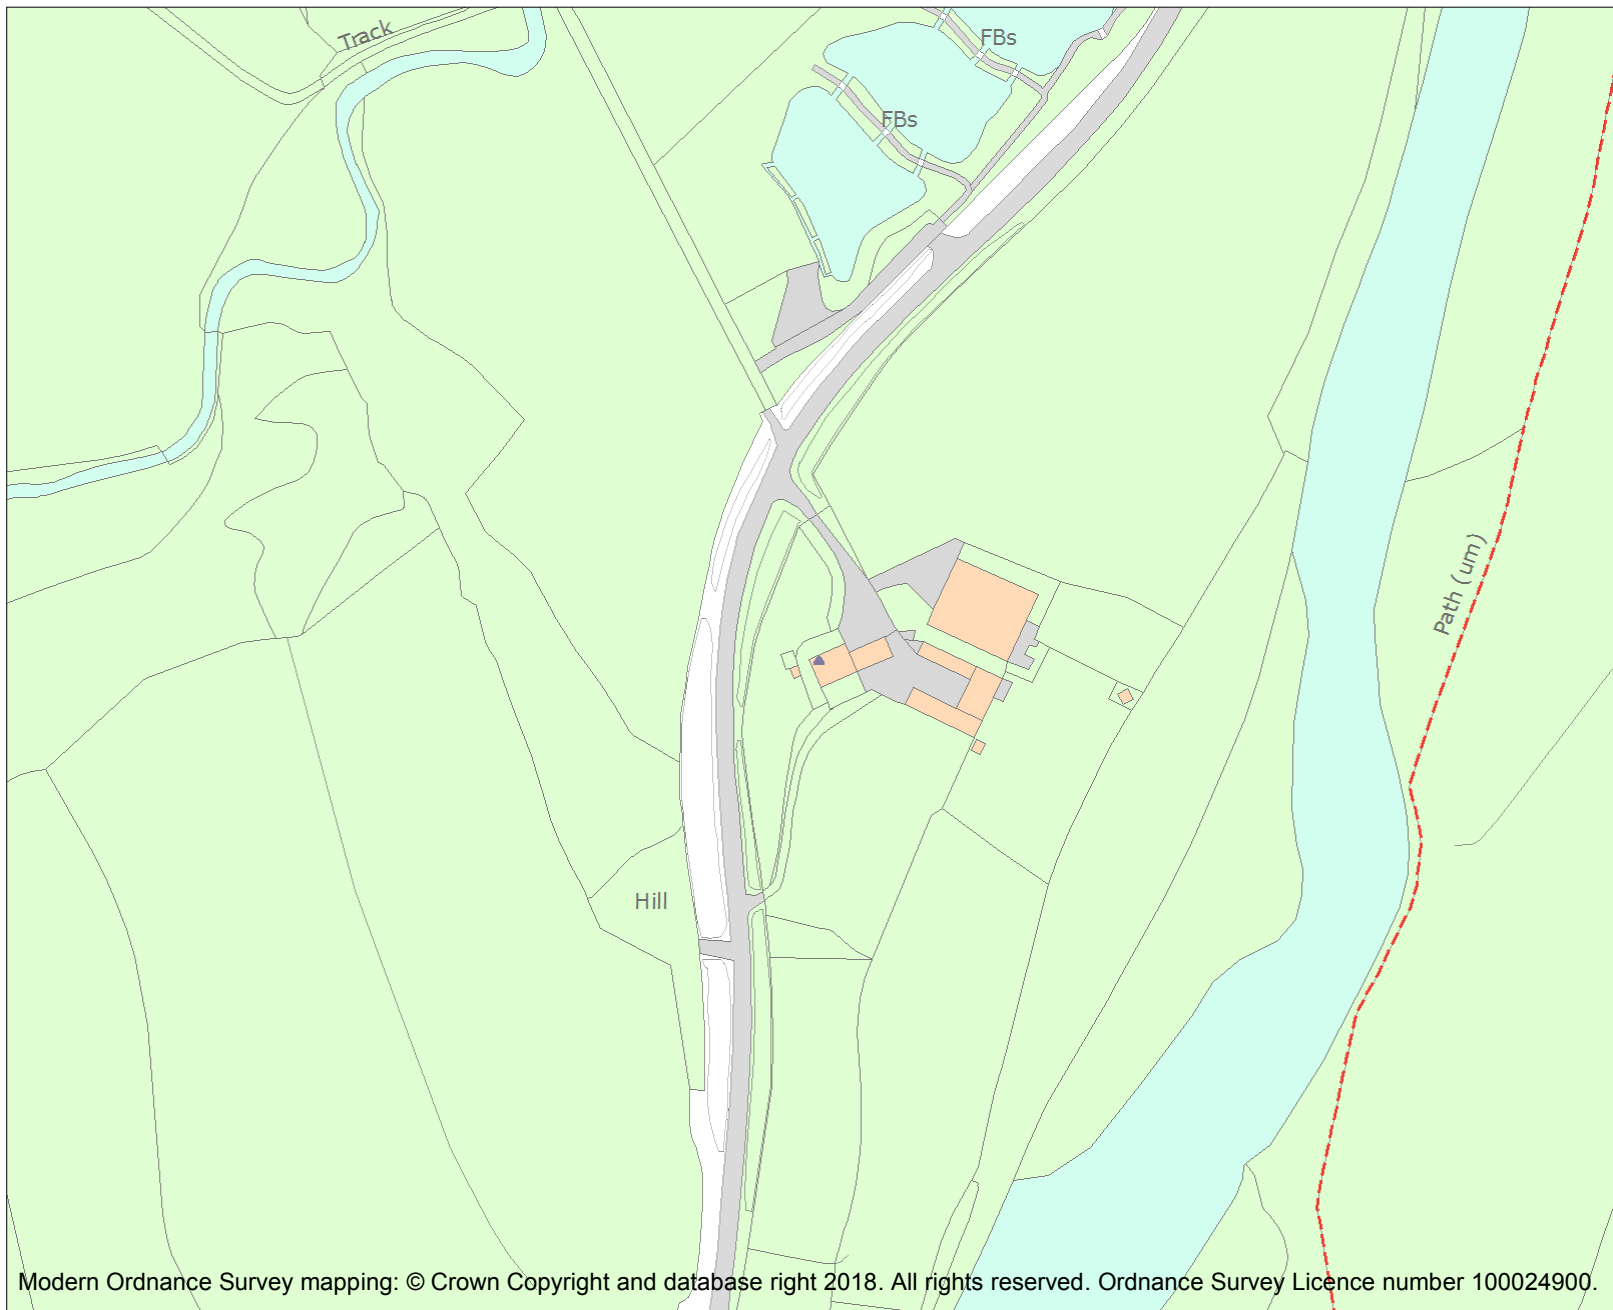 Track
FBs
FBs
Path (um)
Hill
Modern Ordnance Survey mapping: © Crown Copyright and database right 2018. All rights reserved. Ordnance Survey Licence number 100024900.